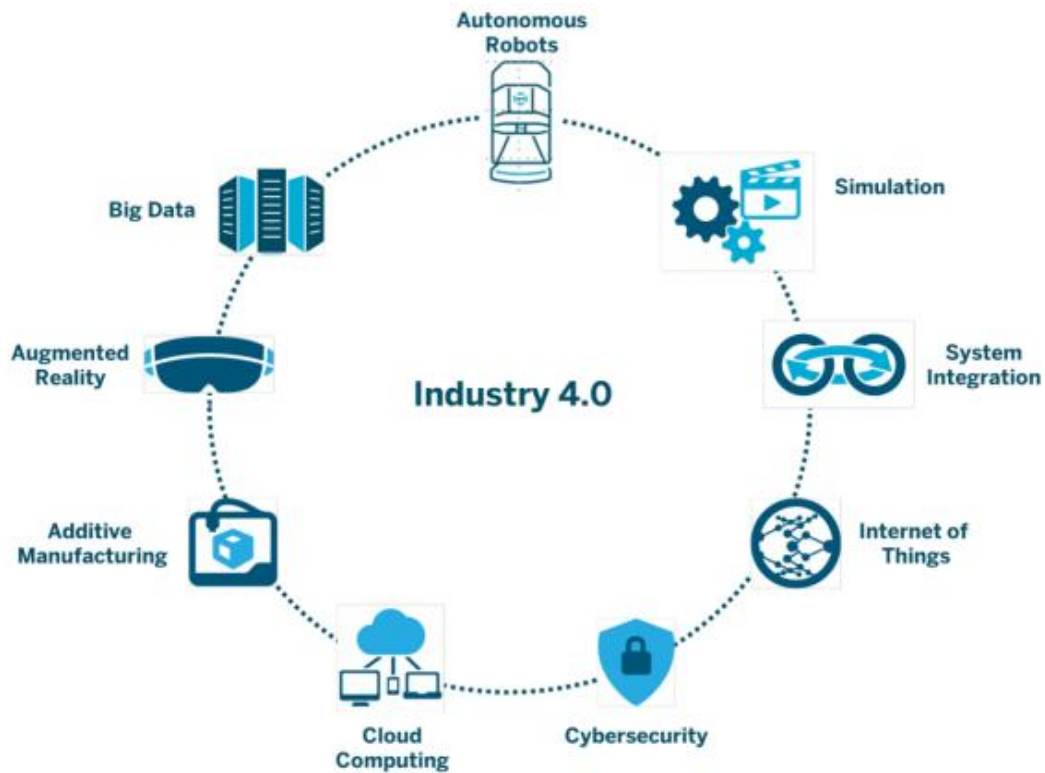 Autonomous
Robots
Simulation
Big Data
System
Integration
Augmented
Reality
Industry 4.0
Internet of
Things
Additive
Manufacturing
Cybersecurity
Cloud
Computing